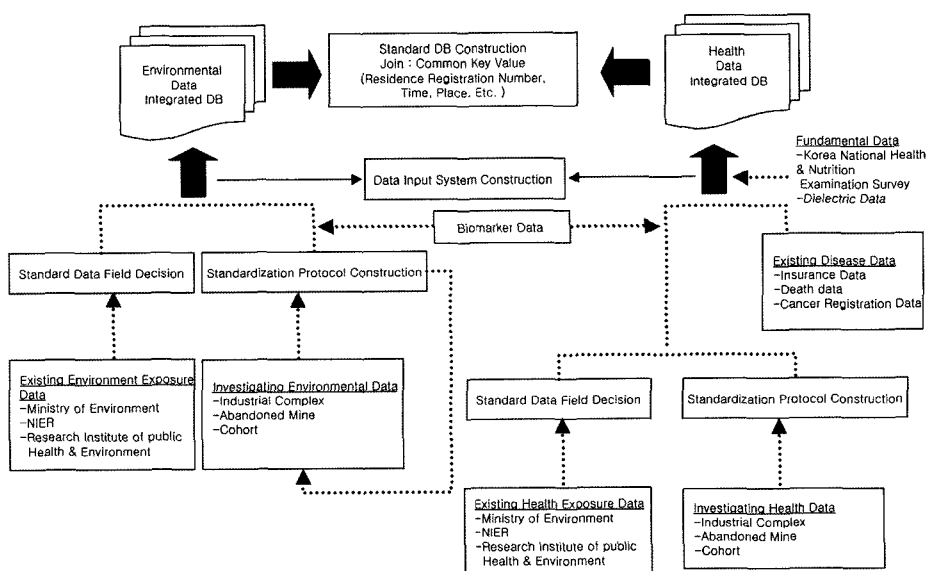 Environmental
Data
Integrated DB
Standard DB Construction
Join : Common Key Value
(Residence Registration Number,
Time, Place, Etc. )
Health
Data
Integrated DB
Fundamental Data
-Korea National Health
& Nutrition
Examination Survey
-Dielectric Data
Data Input System Construction
Biomarker Data
Standard Data Field Decision
Standardization Protocol Construction
Existing Disease Data
-Insurance Data
-Death data
-Cancer Registration Data
Existing Environment Exposure
Data
-Ministry of Environment
-NIER
-Research Institute of public
Health & Environment
Investigating Environmental Data
-Industrial Complex
-Abandoned Mine
-Cohort
Standard Data Field Decision
Standardization Protocol Construction
Existing Health Exposure Data
-Ministry of Environment
-NIER
-Research Institute of public
Health & Environment
Investigating Health Data
-Industrial Complex
-Abandoned Mine
-Cohort